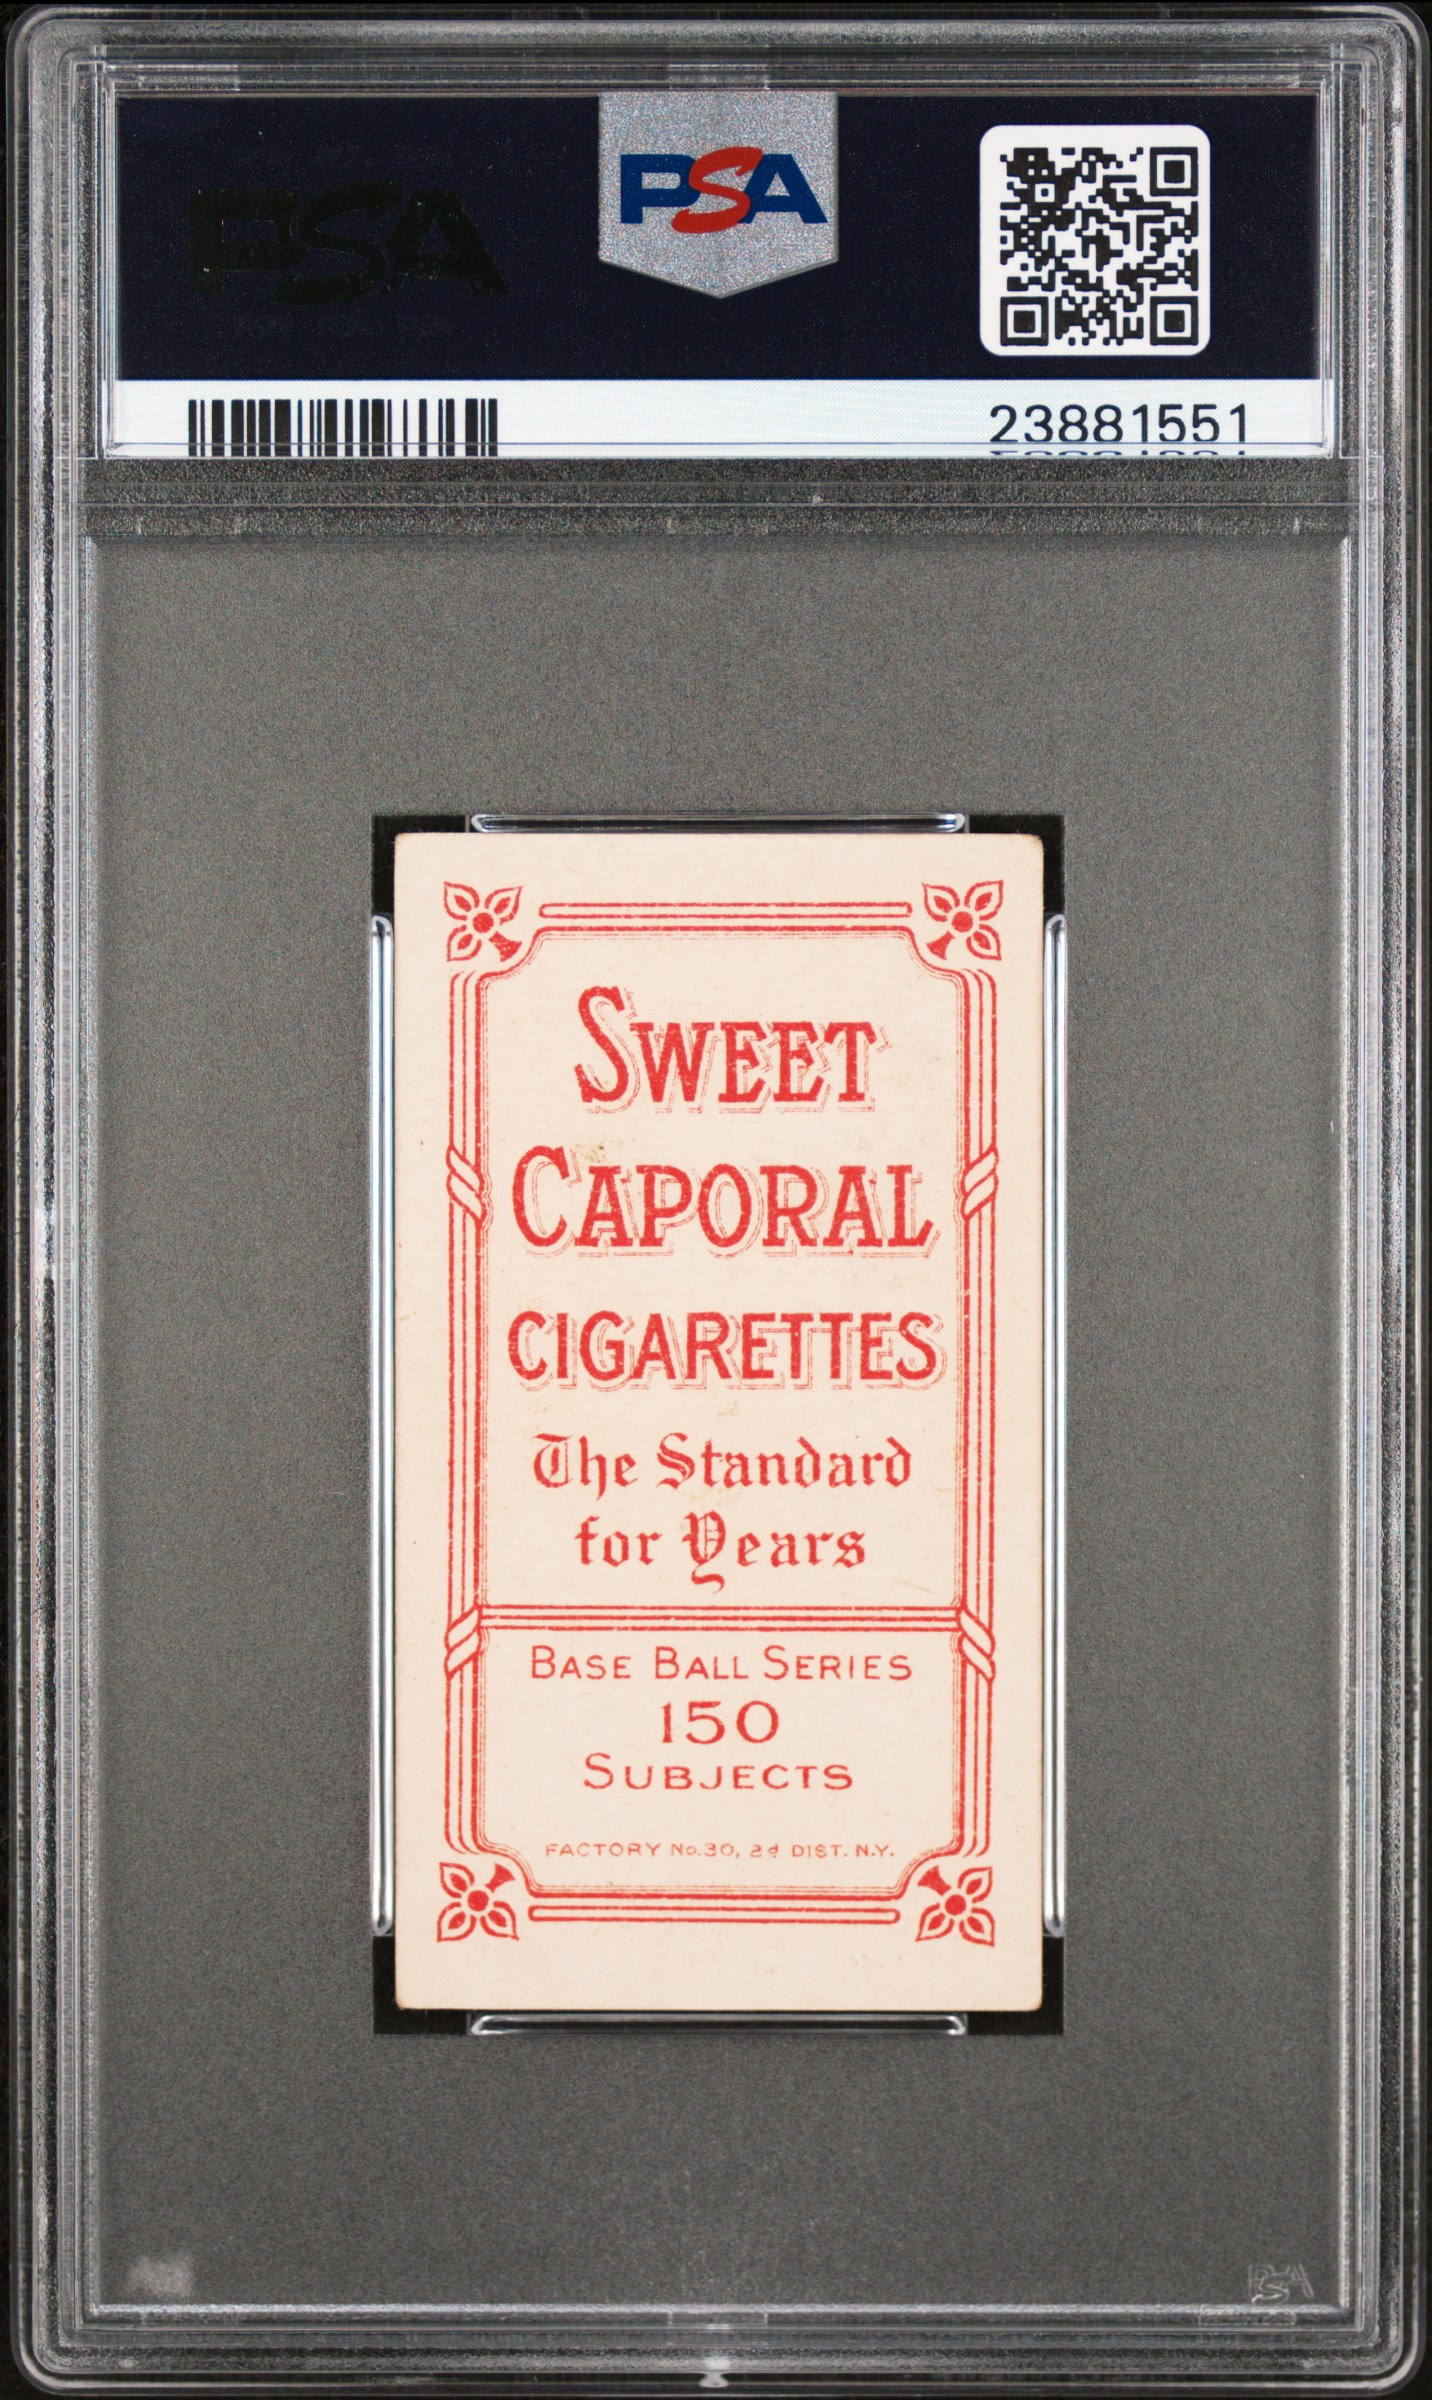 PSA
PSA
23881551
SWEET
CAPORAL
CIGARETTES
The Standard
for Years
BASE BALL SERIES
150
SUBJECTS
FACTORY No. 30, 2d DIST. N.Y.
PSA